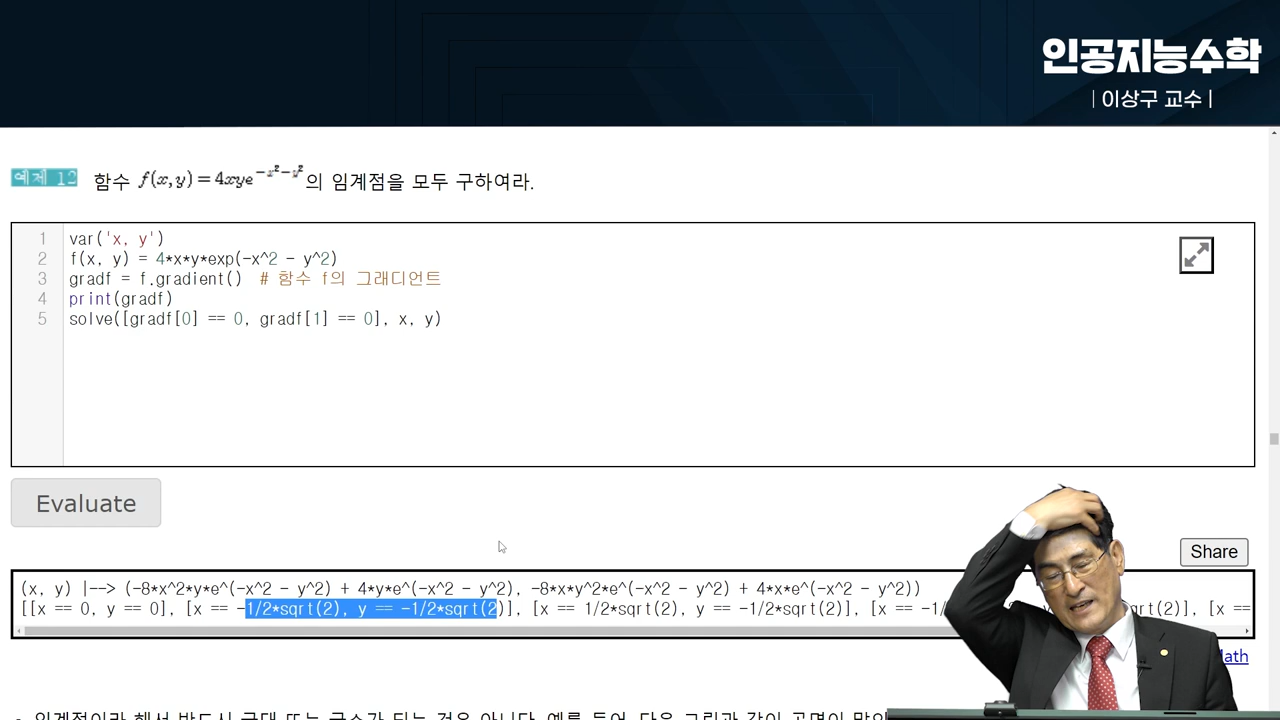 인공지능수학
| 이상구 교수 |
예제 함수 f(x,y)=4xye^{-x^2-y^2}의 임계점을 모두 구하여라.
1 var('x, y')
2 f(x, y) = 4*x*y*exp(-x^2 - y^2)
3 gradf = f.gradient() # 함수 f의 그래디언트
4 print(gradf)
5 solve([gradf[0] == 0, gradf[1] == 0], x, y)
Evaluate
Share
(x, y) |--> (-8*x^2*y*e^(-x^2 - y^2) + 4*y*e^(-x^2 - y^2), -8*x*y^2*e^(-x^2 - y^2) + 4*x*e^(-x^2 - y^2))
[[x == 0, y == 0], [x == -1/2*sqrt(2), y == -1/2*sqrt(2)], [x == 1/2*sqrt(2), y == -1/2*sqrt(2)], [x == [x ==